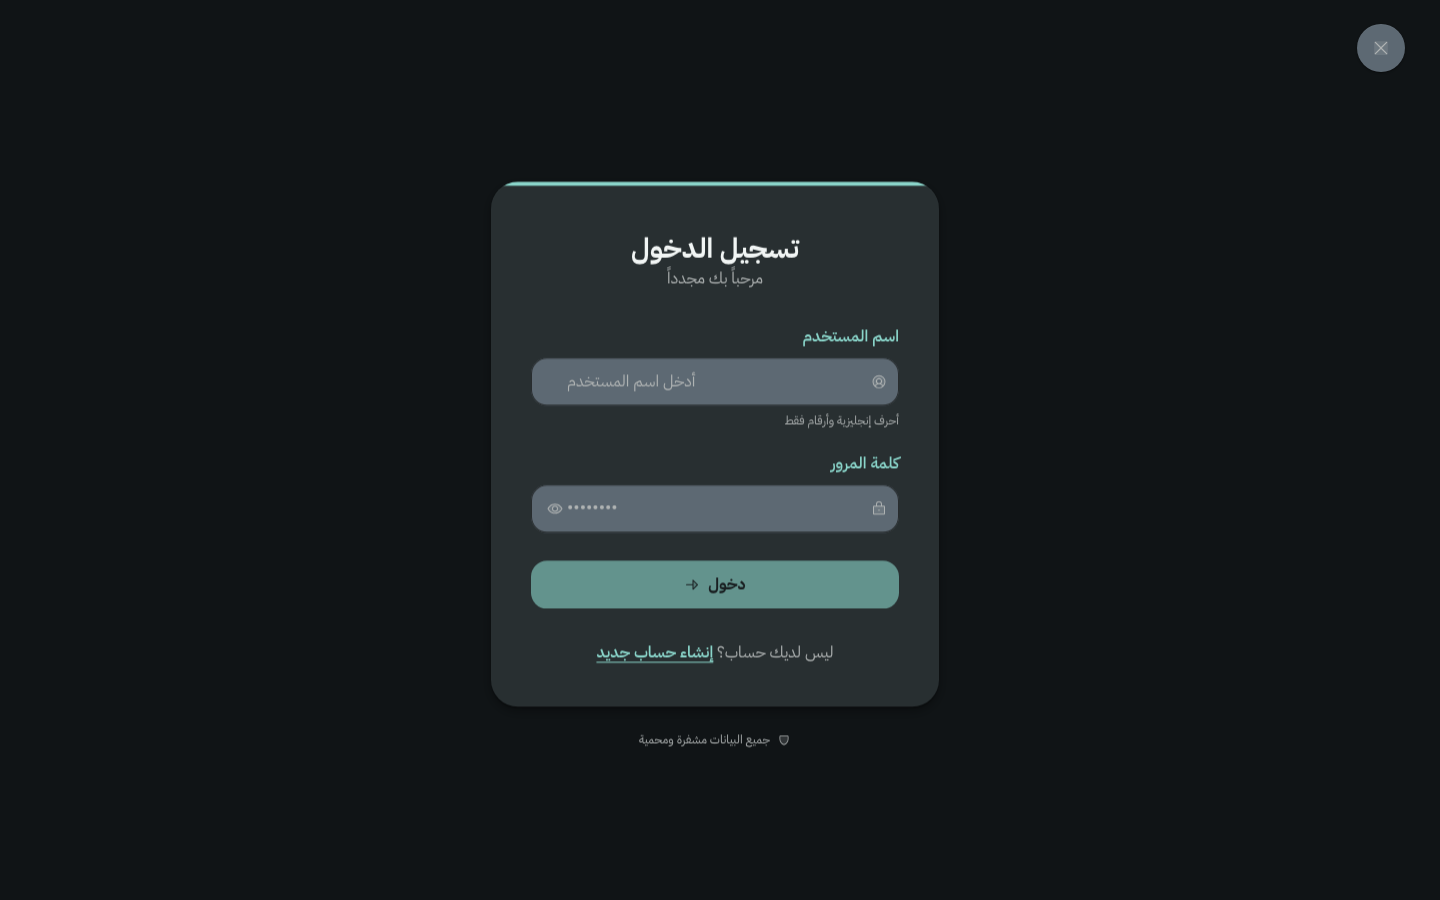 تسجيل الدخول
مرحباً بك مجدداً
اسم المستخدم
أدخل اسم المستخدم
أحرف إنجليزية وأرقام فقط
كلمة المرور
••••••••
دخول
ليس لديك حساب؟ إنشاء حساب جديد
جميع البيانات مشفرة ومحمية